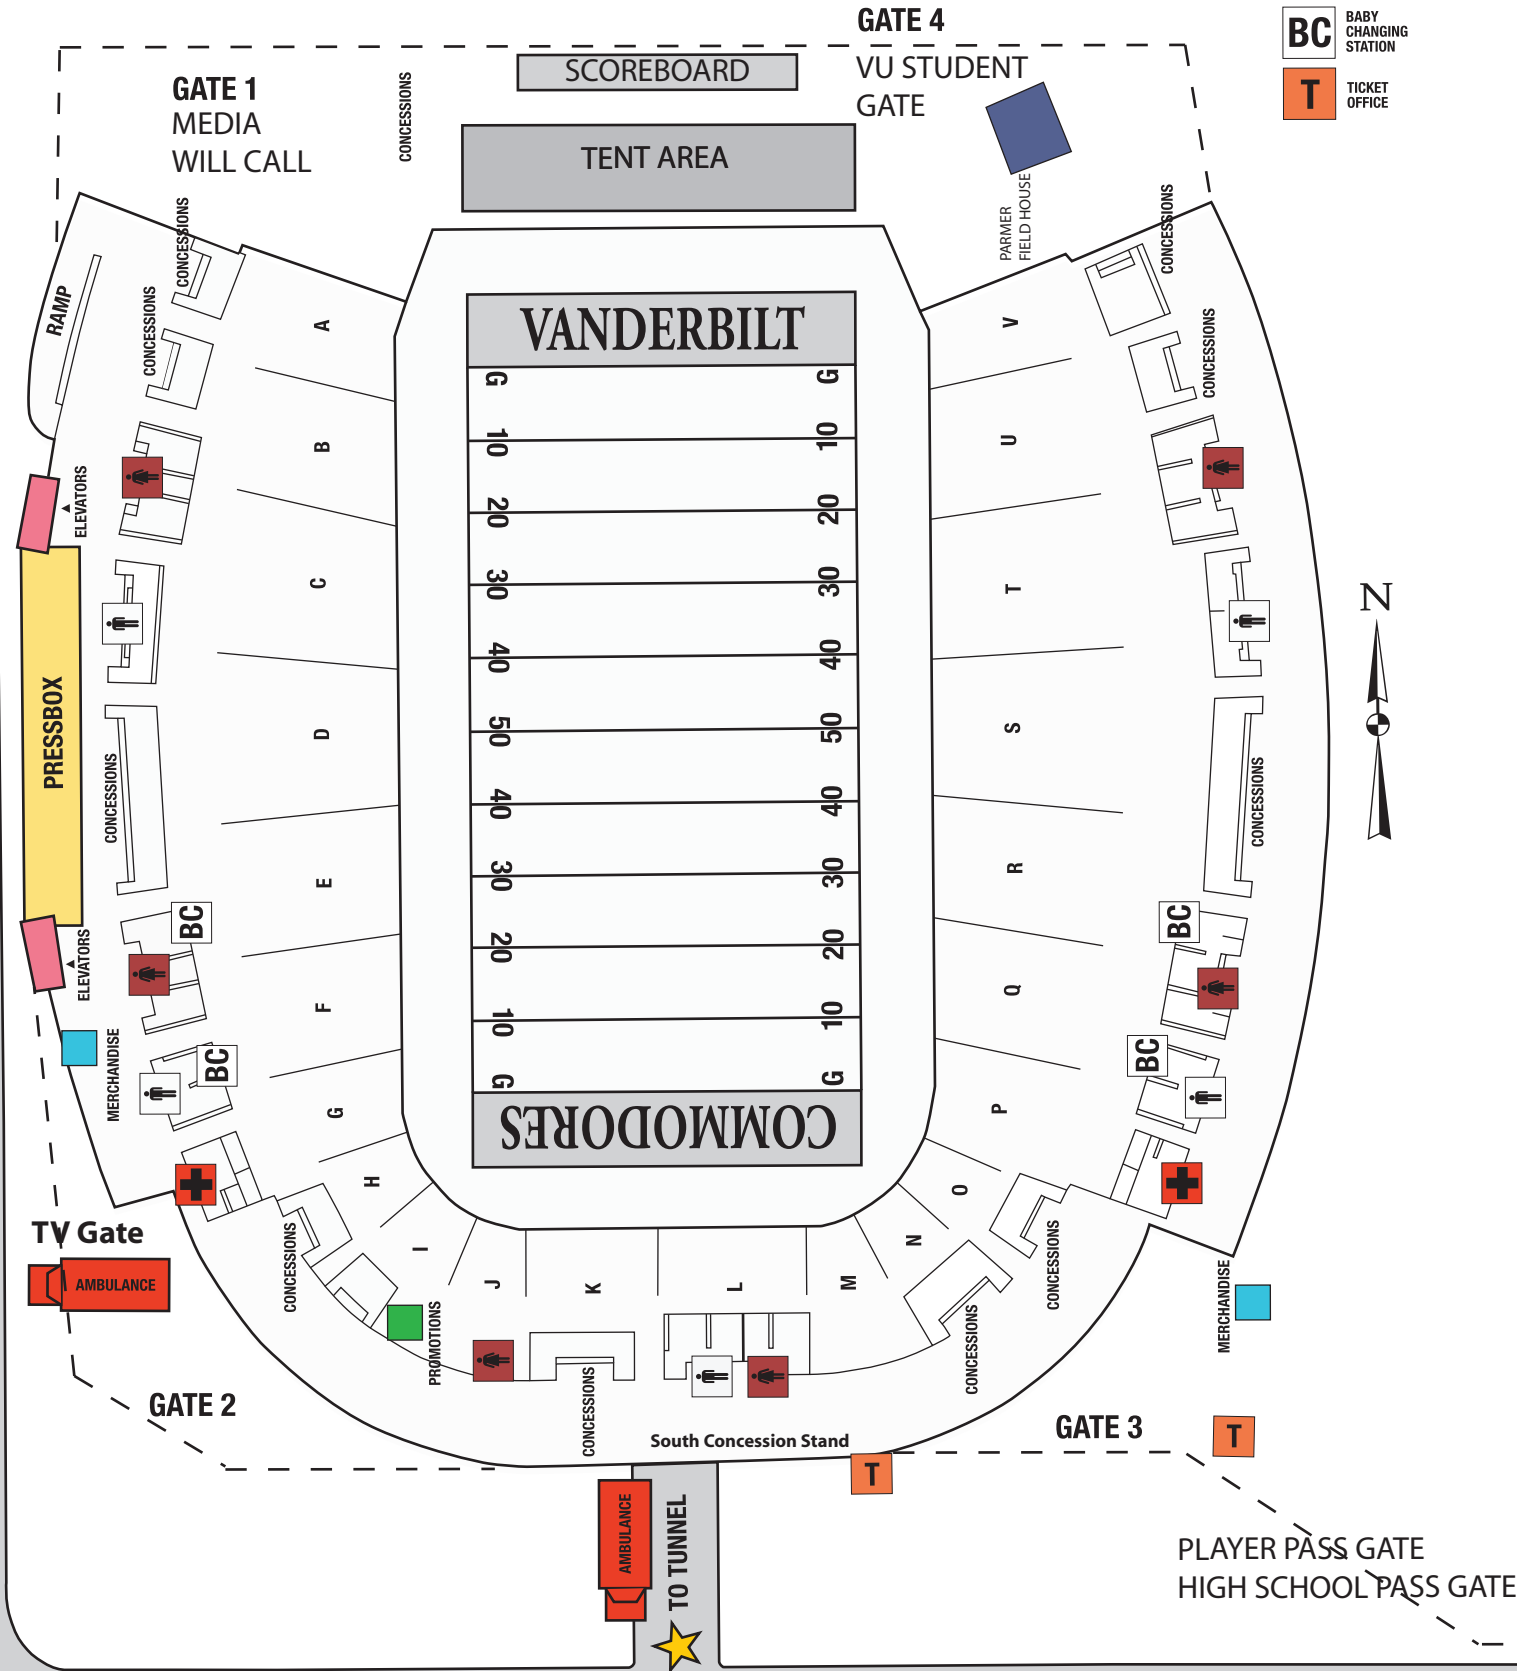 GATE 4
BC
BABY
CHANGING
STATION
T
TICKET
OFFICE
SCOREBOARD
VU STUDENT
GATE
GATE 1
MEDIA
WILL CALL
CONCESSIONS
TENT AREA
PARMER
FIELD HOUSE
CONCESSIONS
CONCESSIONS
RAMP
CONCESSIONS
CONCESSIONS
A
V
VANDERBILT
G
G
B
U
10
10
ELEVATORS
20
20
C
T
30
30
N
40
40
PRESSBOX
D
S
50
50
CONCESSIONS
CONCESSIONS
40
40
E
R
30
30
BC
BC
ELEVATORS
20
20
F
Q
10
10
MERCHANDISE
BC
BC
G
G
G
P
COMMODORES
H
O
TV Gate
I
N
CONCESSIONS
CONCESSIONS
AMBULANCE
J
K
L
M
PROMOTIONS
MERCHANDISE
CONCESSIONS
CONCESSIONS
GATE 2
GATE 3
T
South Concession Stand
T
AMBULANCE
TO TUNNEL
PLAYER PASS GATE
HIGH SCHOOL PASS GATE